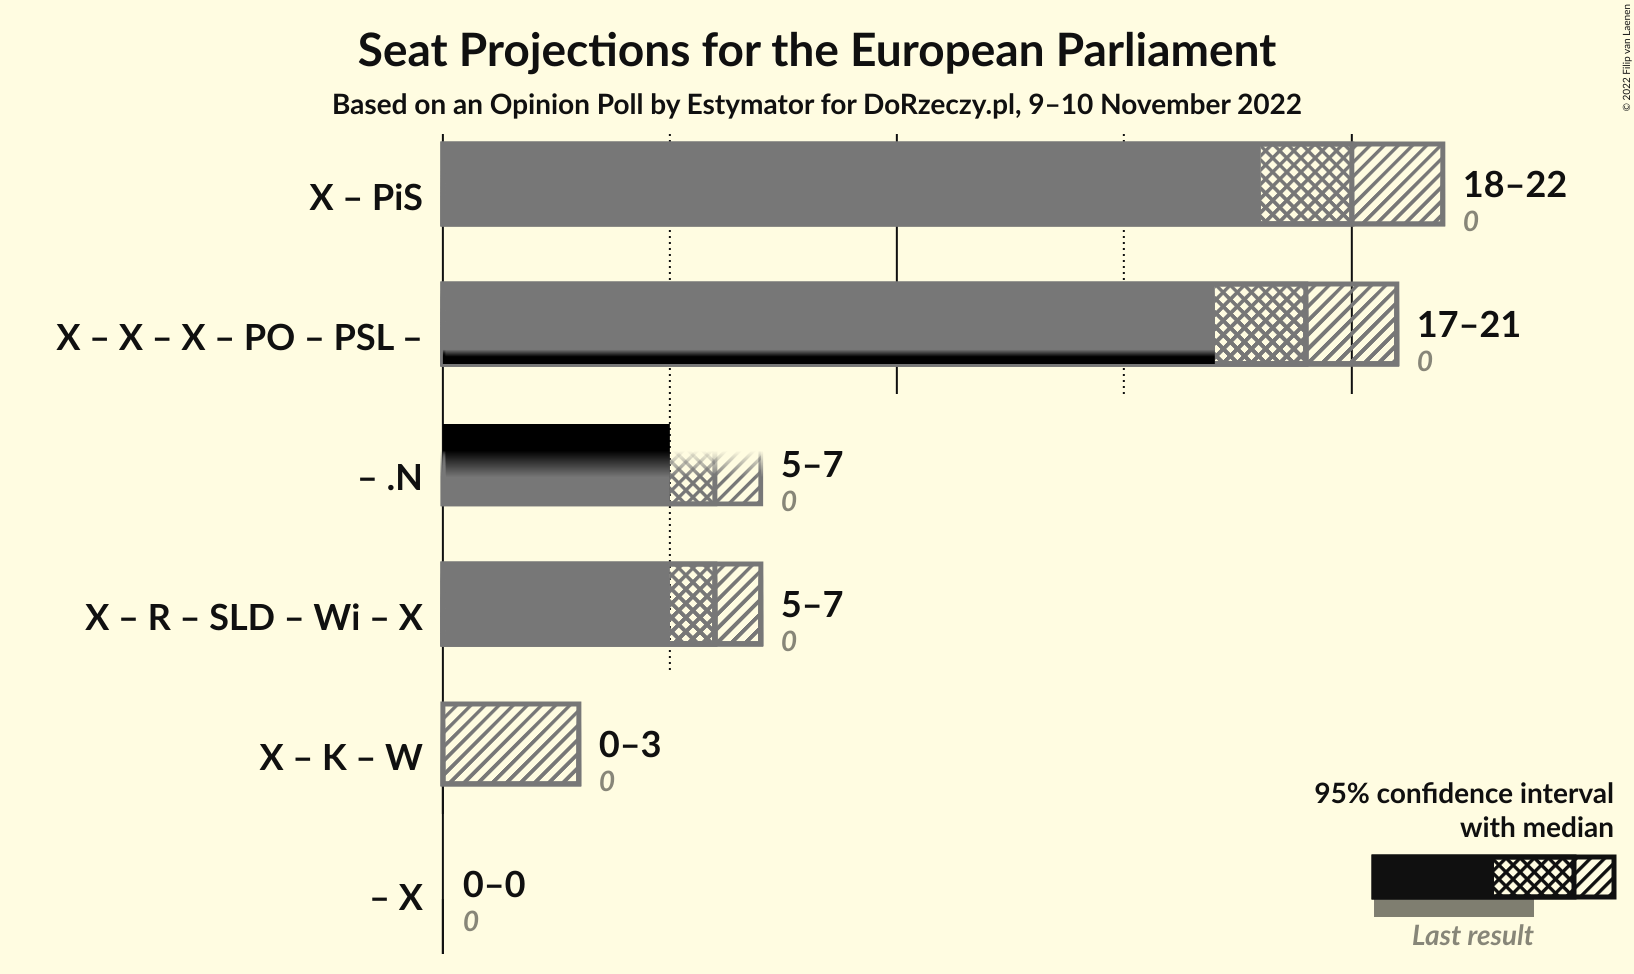 Seat Projections for the European Parliament
Based on an Opinion Poll by Estymator for DoRzeczy.pl, 9–10 November 2022
© 2022 Filip van Laenen
X – PiS
18–22
0
X – X – X – PO – PSL –
17–21
0
– .N
5–7
0
X – R – SLD – Wi – X
5–7
0
X – K – W
0–3
0
– X
0–0
0
95% confidence interval
with median
Last result